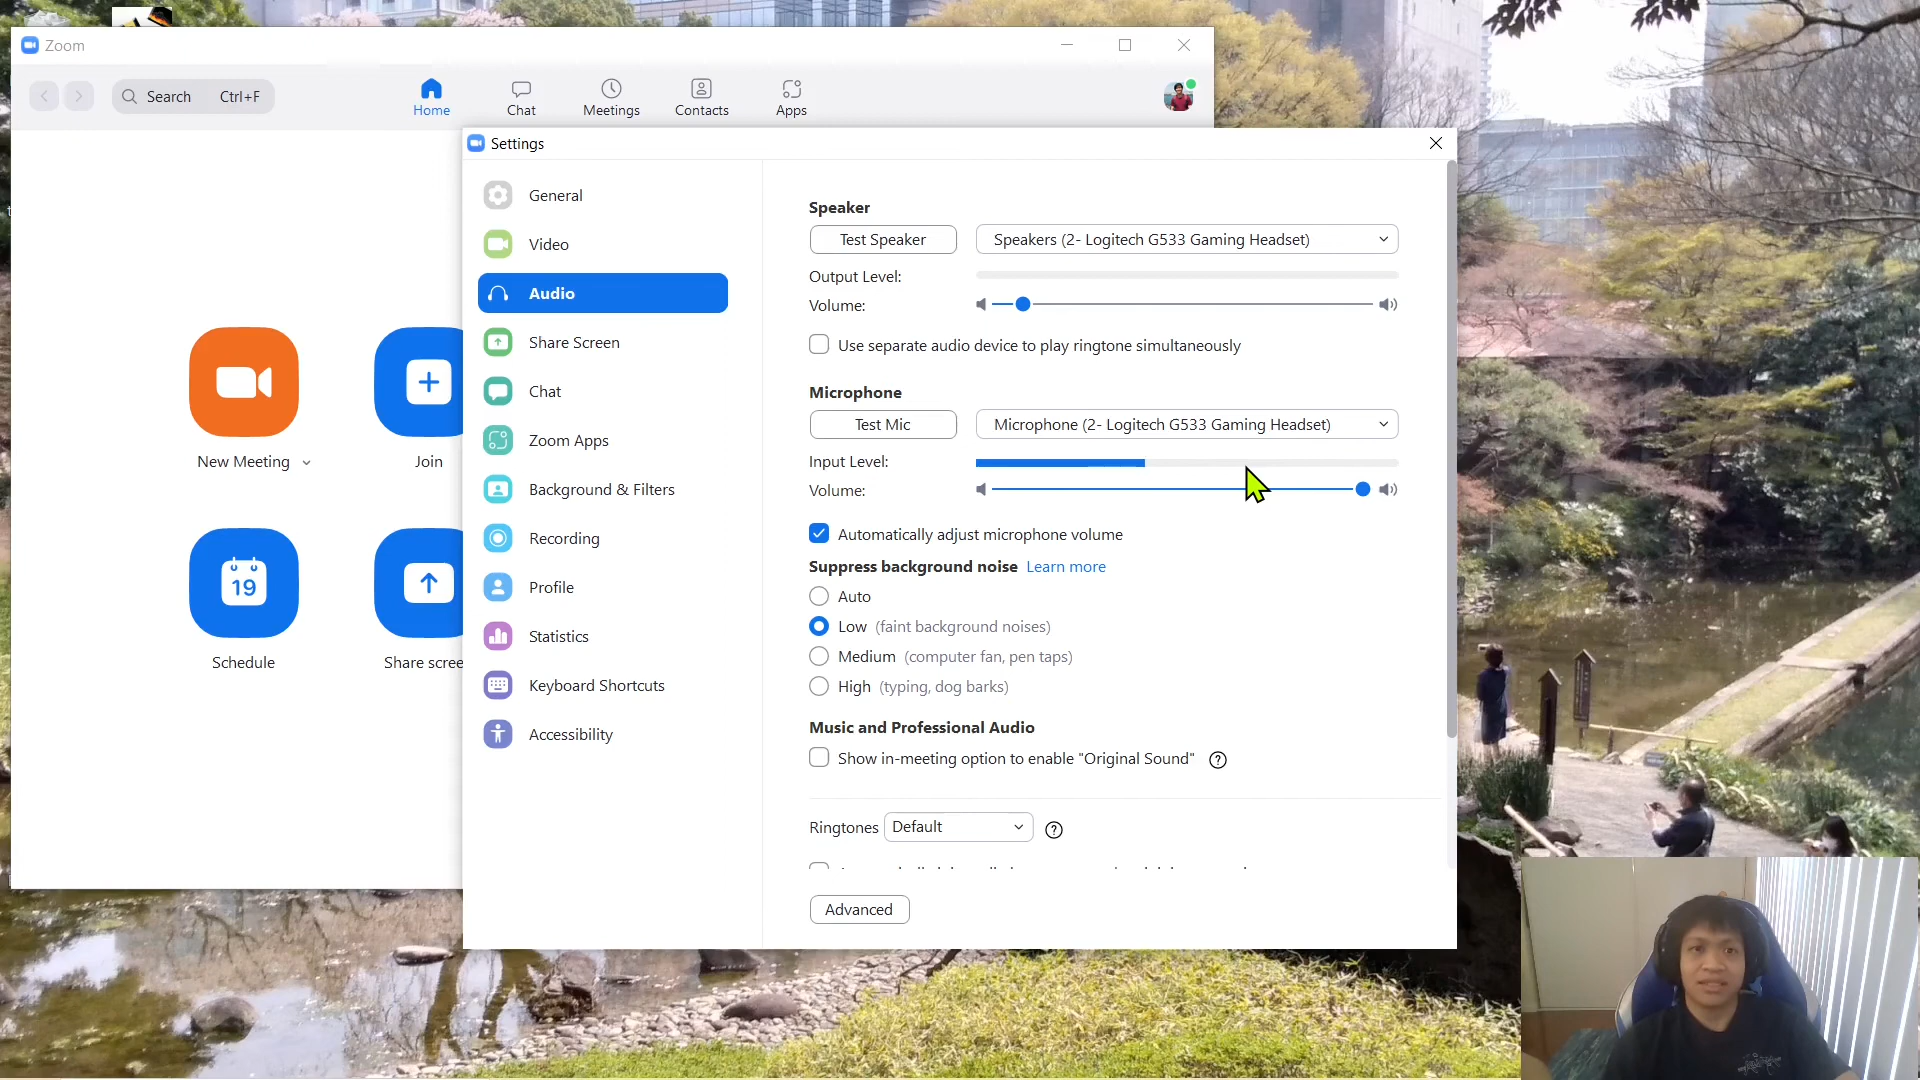 Zoom
Search Ctrl+F
Home
Chat
Meetings
Contacts
Apps
Settings
General
Video
Audio
Share Screen
Chat
Zoom Apps
Background & Filters
Recording
Profile
Statistics
Keyboard Shortcuts
Accessibility
New Meeting
Join
19
Schedule
Share scree
Speaker
Test Speaker Speakers (2- Logitech G533 Gaming Headset)
Output Level:
Volume:
Use separate audio device to play ringtone simultaneously
Microphone
Test Mic Microphone (2- Logitech G533 Gaming Headset)
Input Level:
Volume:
Automatically adjust microphone volume
Suppress background noise Learn more
Auto
Low (faint background noises)
Medium (computer fan, pen taps)
High (typing, dog barks)
Music and Professional Audio
Show in-meeting option to enable "Original Sound" ?
Ringtones Default ?
Advanced